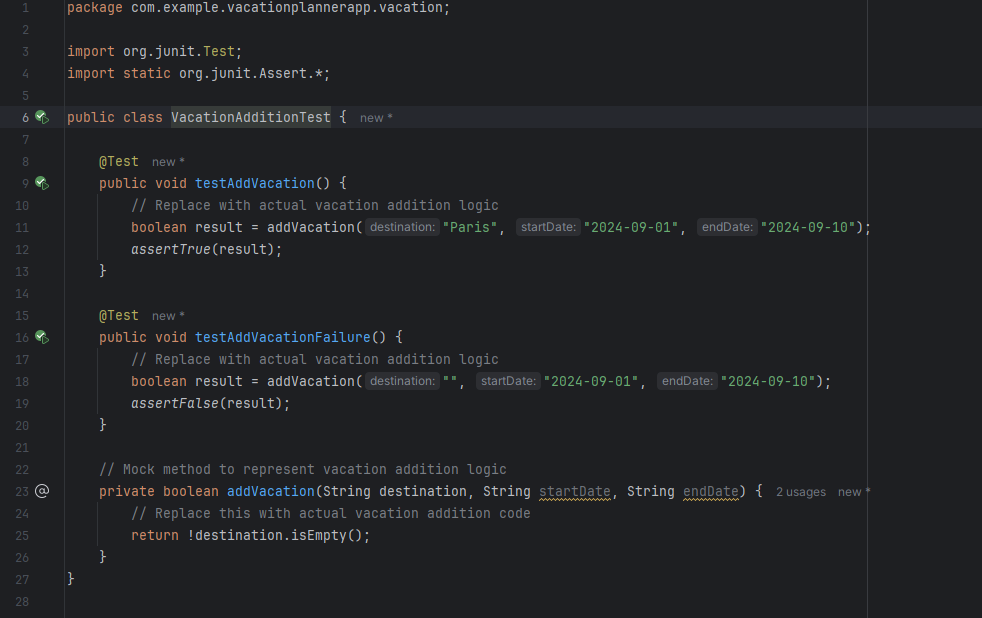 1 package com.example.vacationplannerapp.vacation;
2
3 import org.junit.Test;
4 import static org.junit.Assert.*;
5
6 public class VacationAdditionTest { new *
7
8 @Test new *
9 public void testAddVacation() {
10 // Replace with actual vacation addition logic
11 boolean result = addVacation( destination: "Paris", startDate: "2024-09-01", endDate: "2024-09-10");
12 assertTrue(result);
13 }
14
15 @Test new *
16 public void testAddVacationFailure() {
17 // Replace with actual vacation addition logic
18 boolean result = addVacation( destination: "", startDate: "2024-09-01", endDate: "2024-09-10");
19 assertFalse(result);
20 }
21
22 // Mock method to represent vacation addition logic
23 @ private boolean addVacation(String destination, String startDate, String endDate) { 2 usages new *
24 // Replace this with actual vacation addition code
25 return !destination.isEmpty();
26 }
27 }
28